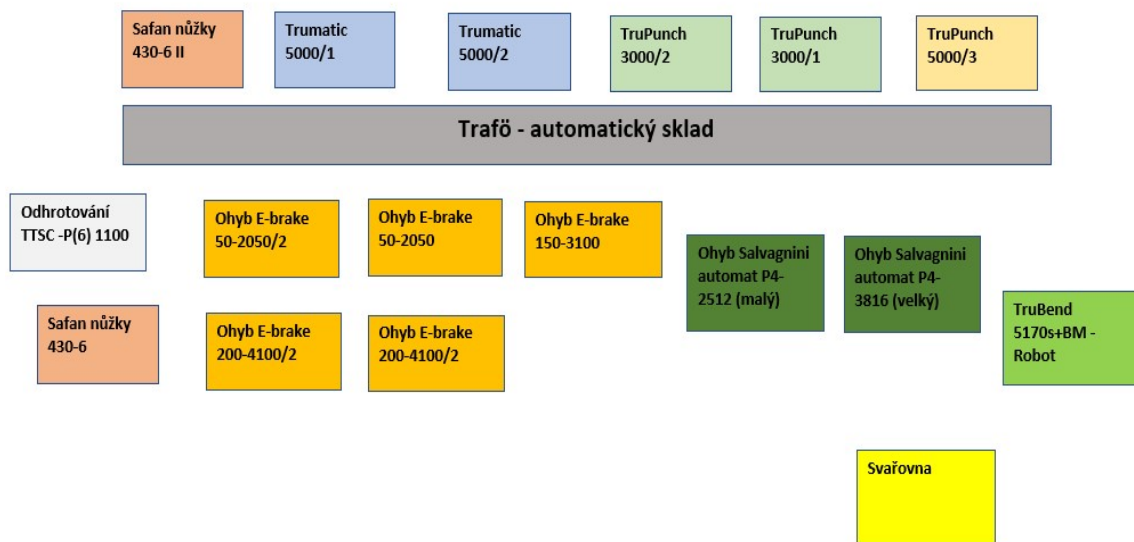 Safan nůžky
430-6 II
Trumatic
5000/1
Trumatic
5000/2
TruPunch
3000/2
TruPunch
3000/1
TruPunch
5000/3
Trafö - automatický sklad
Odhrotování
TTSC -P(6) 1100
Ohyb E-brake
50-2050/2
Ohyb E-brake
50-2050
Ohyb E-brake
150-3100
Ohyb Salvagnini
automat P4-
2512 (malý)
Ohyb Salvagnini
automat P4-
3816 (velký)
TruBend
5170s+BM -
Robot
Safan nůžky
430-6
Ohyb E-brake
200-4100/2
Ohyb E-brake
200-4100/2
Svařovna